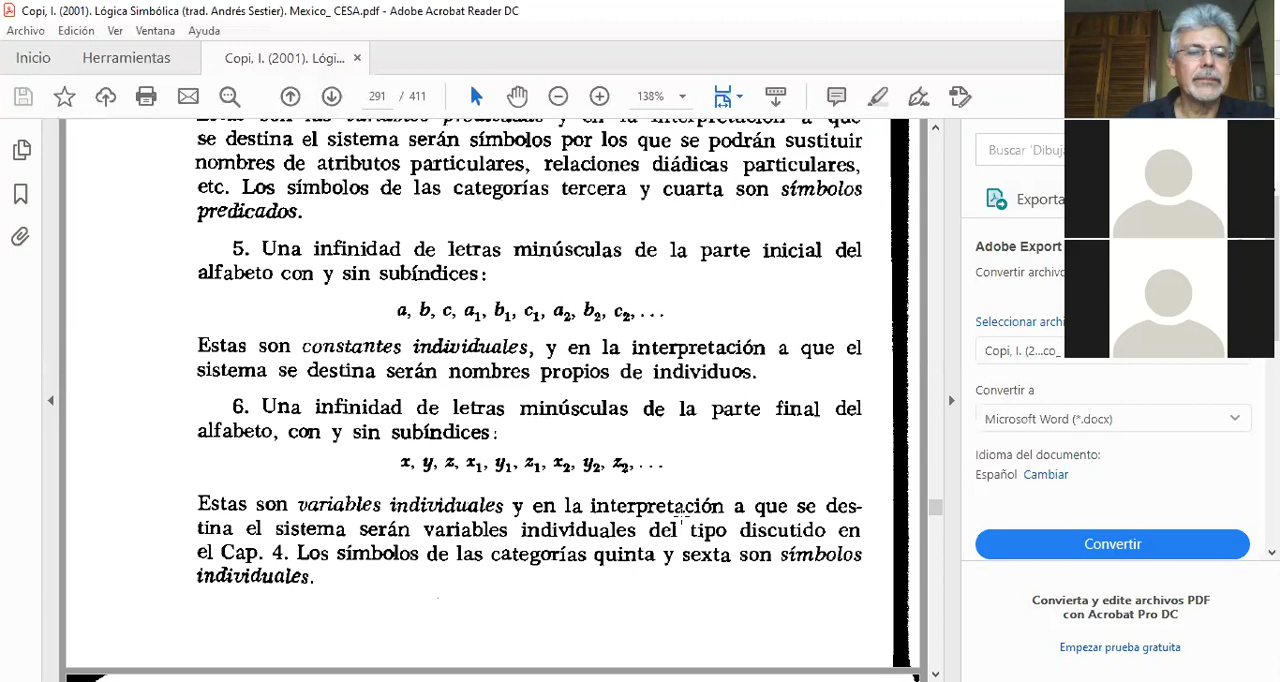 Copi, I. (2001). Lógica Simbólica (trad. Andrés Sestier). Mexico_ CESA.pdf - Adobe Acrobat Reader DC
Archivo Edición Ver Ventana Ayuda
Inicio Herramientas Copi, I. (2001). Lógi... ×
291 / 411 138%
se destina el sistema serán símbolos por los que se podrán sustituir
nombres de atributos particulares, relaciones diádicas particulares,
etc. Los símbolos de las categorías tercera y cuarta son símbolos
predicados.
5. Una infinidad de letras minúsculas de la parte inicial del
alfabeto con y sin subíndices:
a, b, c, a₁, b₁, c₁, a₂, b₂, c₂, ...
Estas son constantes individuales, y en la interpretación a que el
sistema se destina serán nombres propios de individuos.
6. Una infinidad de letras minúsculas de la parte final del
alfabeto, con y sin subíndices:
x, y, z, x₁, y₁, z₁, x₂, y₂, z₂, ...
Estas son variables individuales y en la interpretación a que se des-
tina el sistema serán variables individuales del tipo discutido en
el Cap. 4. Los símbolos de las categorías quinta y sexta son símbolos
individuales.
Buscar 'Dibuj
Exporta
Adobe Export
Convertir archivo
Seleccionar archi
Copi, I. (2...co_
Convertir a
Microsoft Word (*.docx)
Idioma del documento:
Español Cambiar
Convertir
Convierta y edite archivos PDF
con Acrobat Pro DC
Empezar prueba gratuita